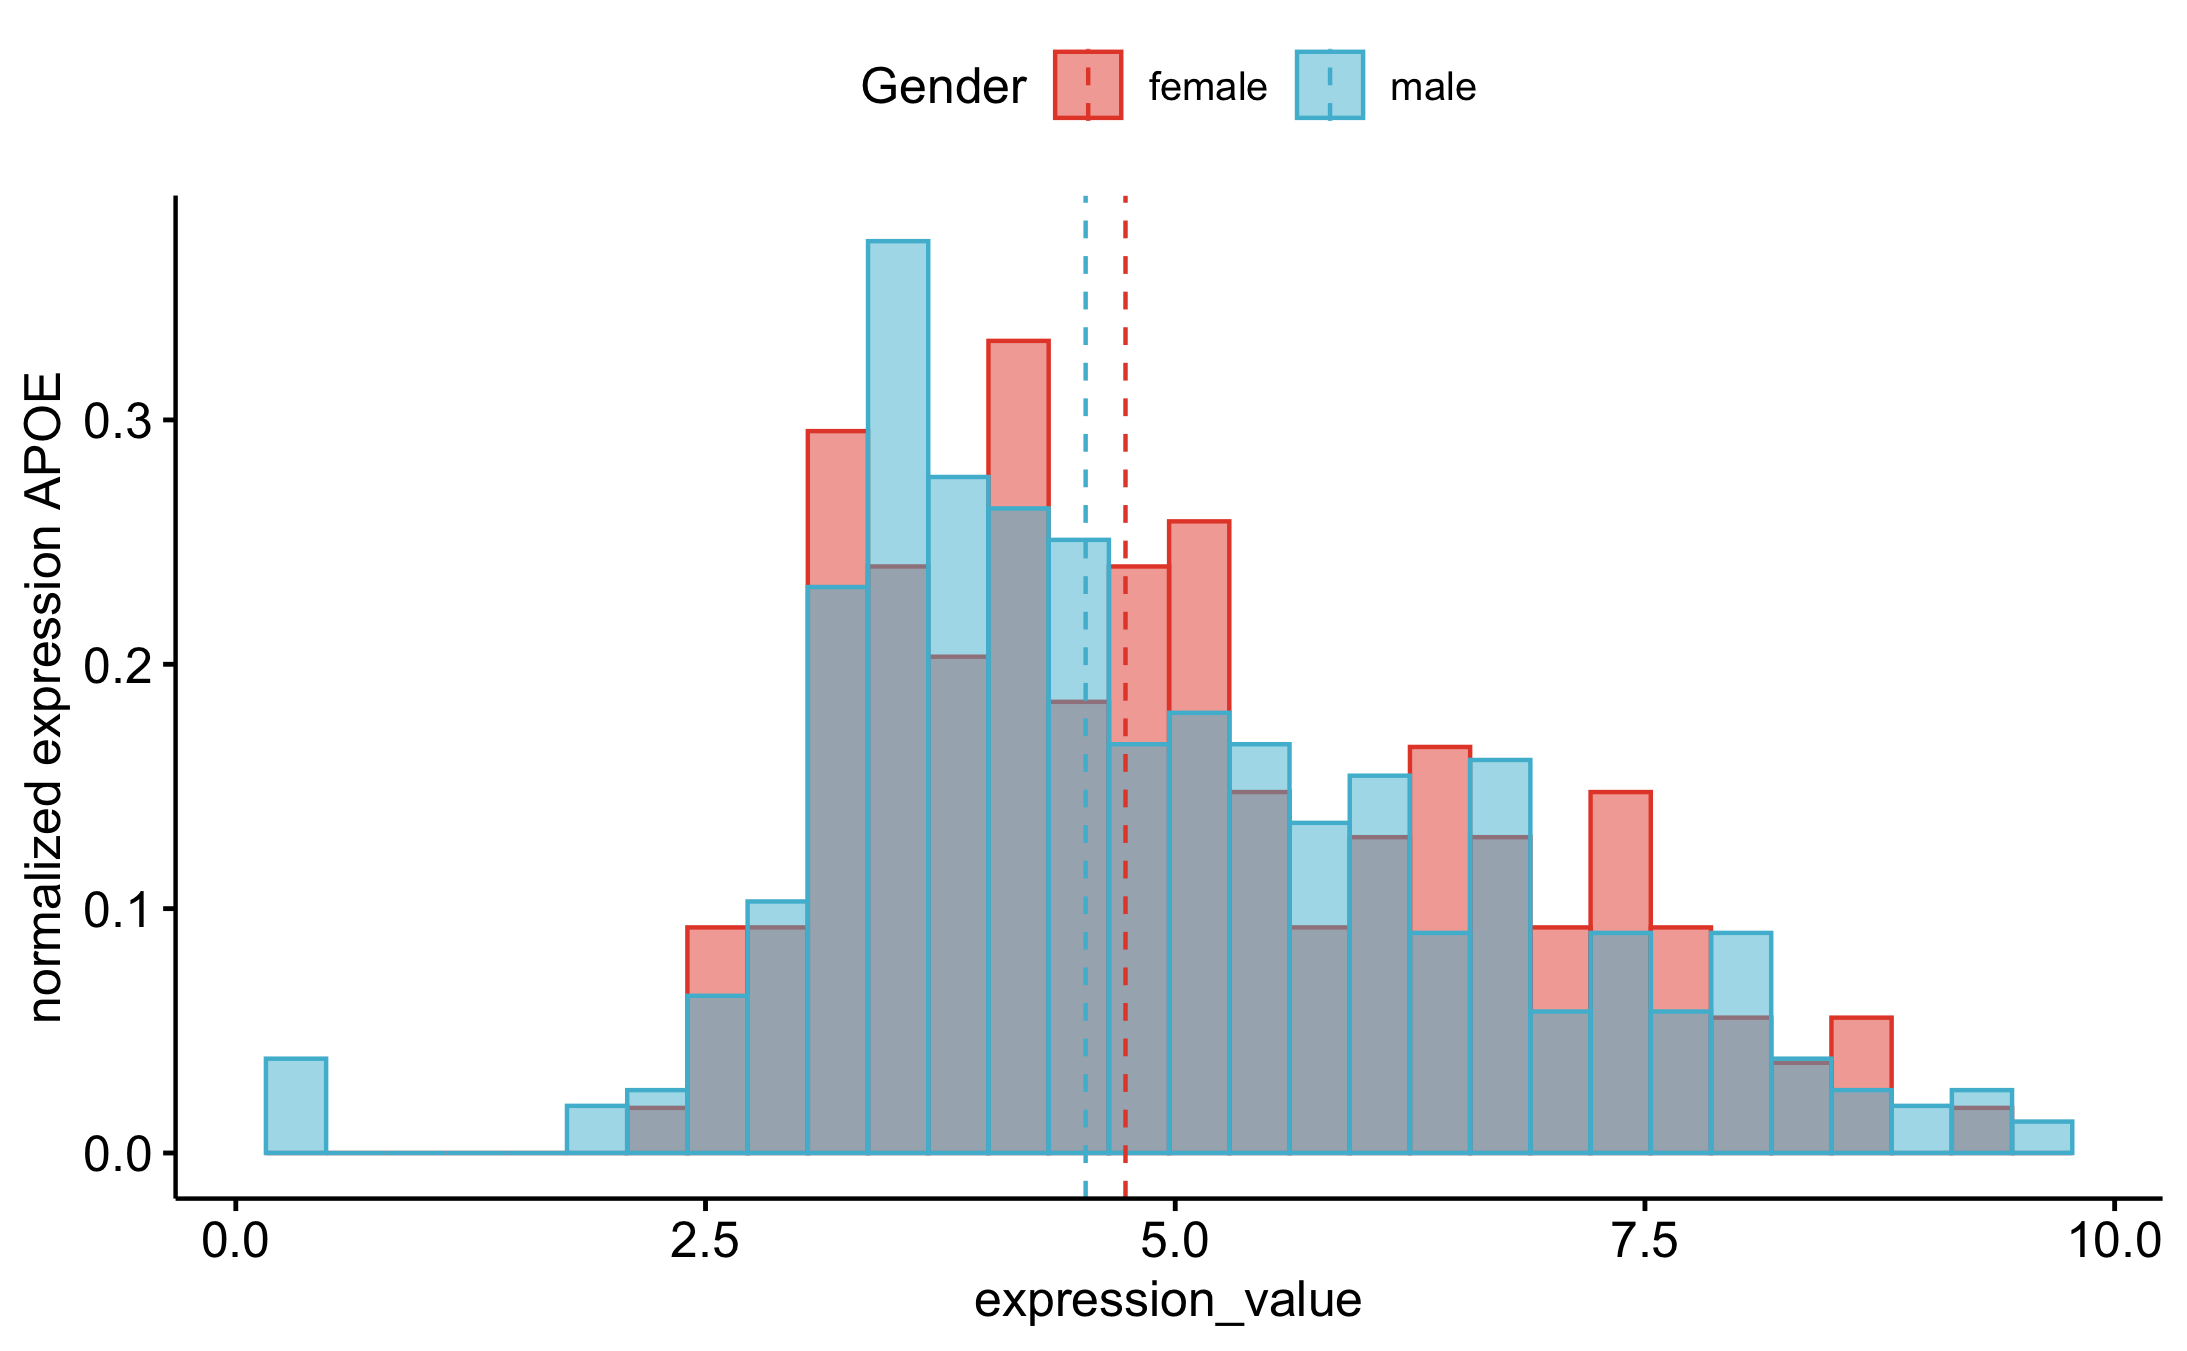 Gender female male
normalized expression APOE
0.3
0.2
0.1
0.0
0.0 2.5 5.0 7.5 10.0
expression_value